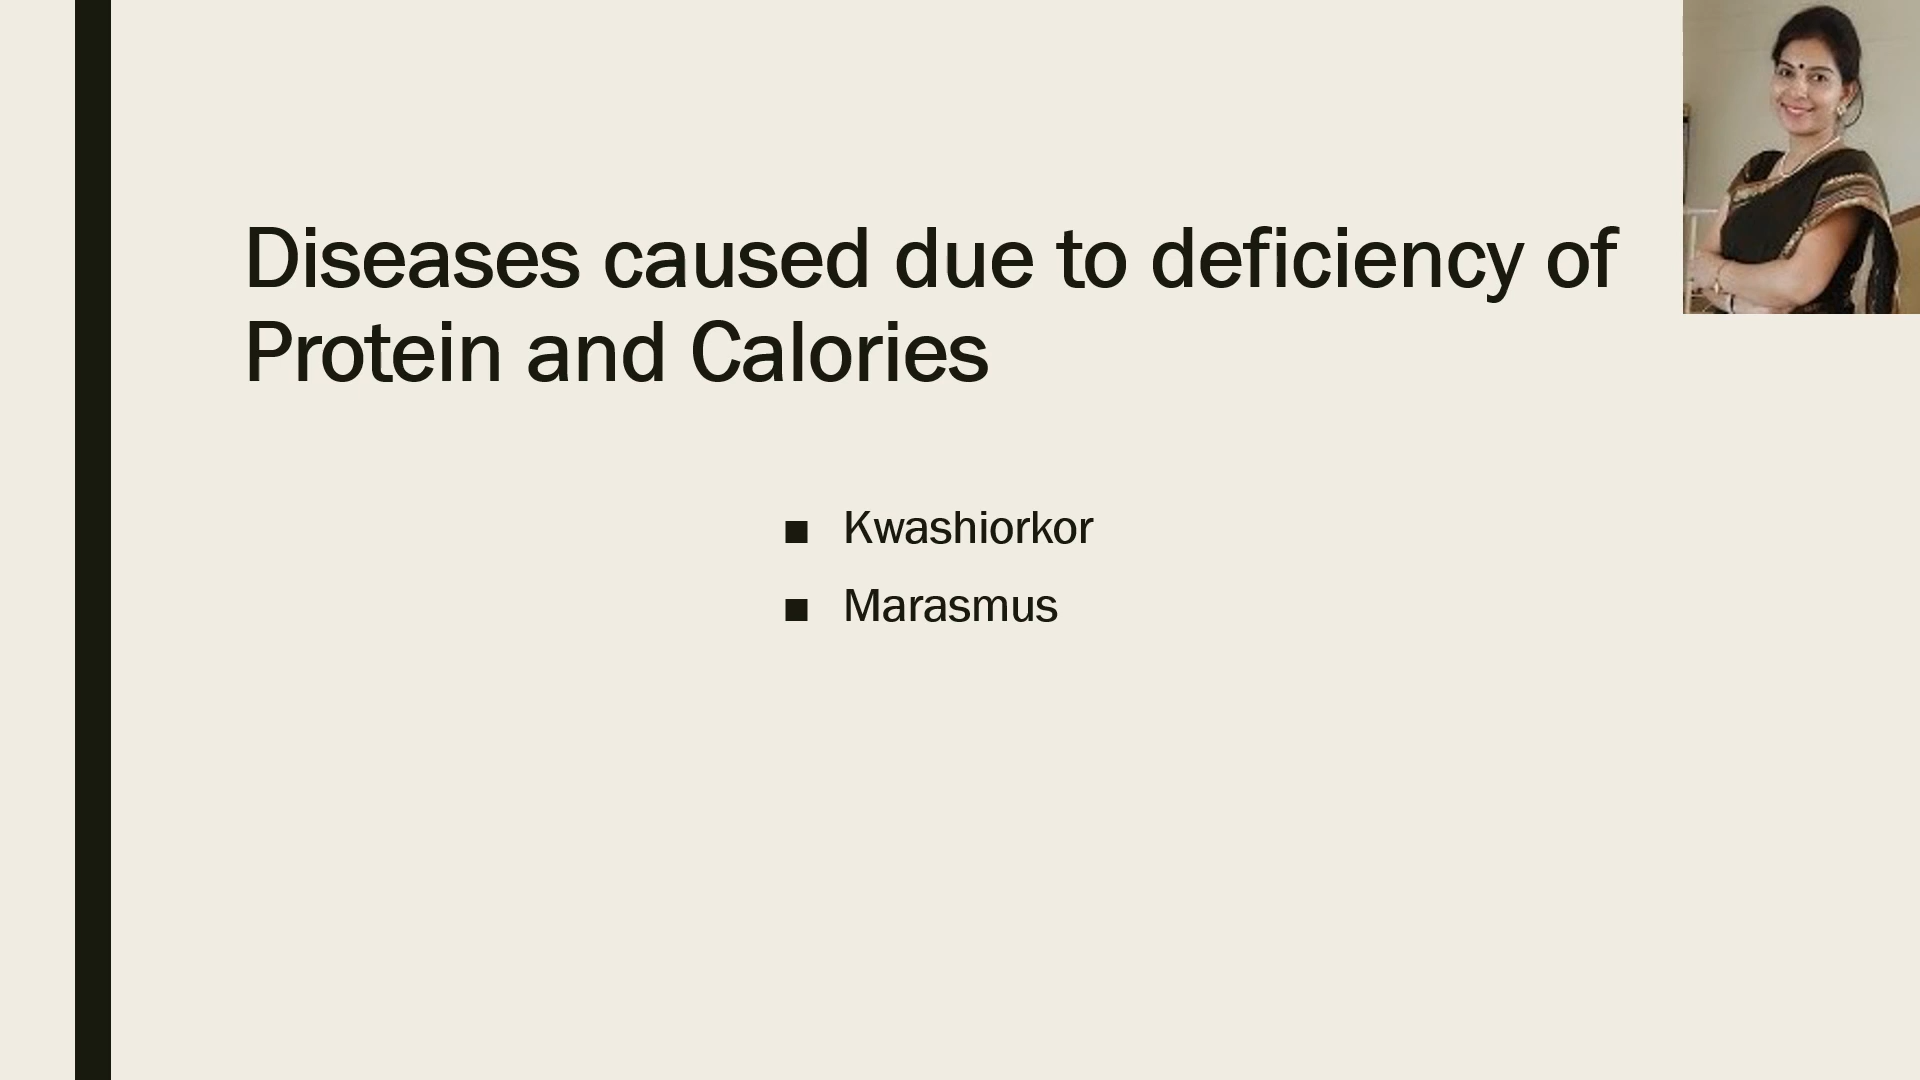 Diseases caused due to deficiency of
Protein and Calories
■ Kwashiorkor
■ Marasmus